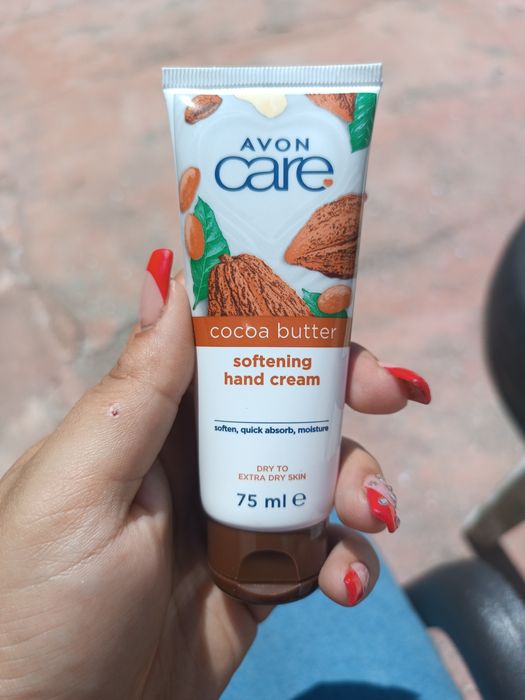 AVON
care
cocoa butter
softening
hand cream
soften, quick absorb, moisture
DRY TO
EXTRA DRY SKIN
75 ml ℮